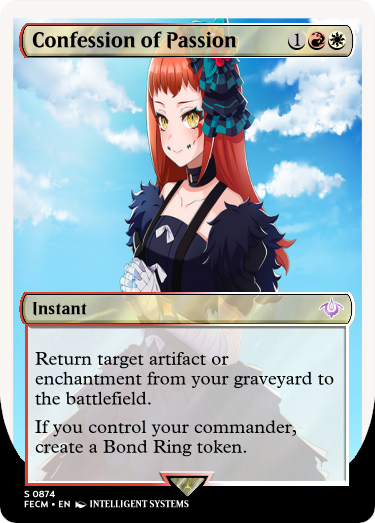 Confession of Passion 1
Instant
Return target artifact or
enchantment from your graveyard to
the battlefield.
If you control your commander,
create a Bond Ring token.
S 0874
FECM • EN INTELLIGENT SYSTEMS